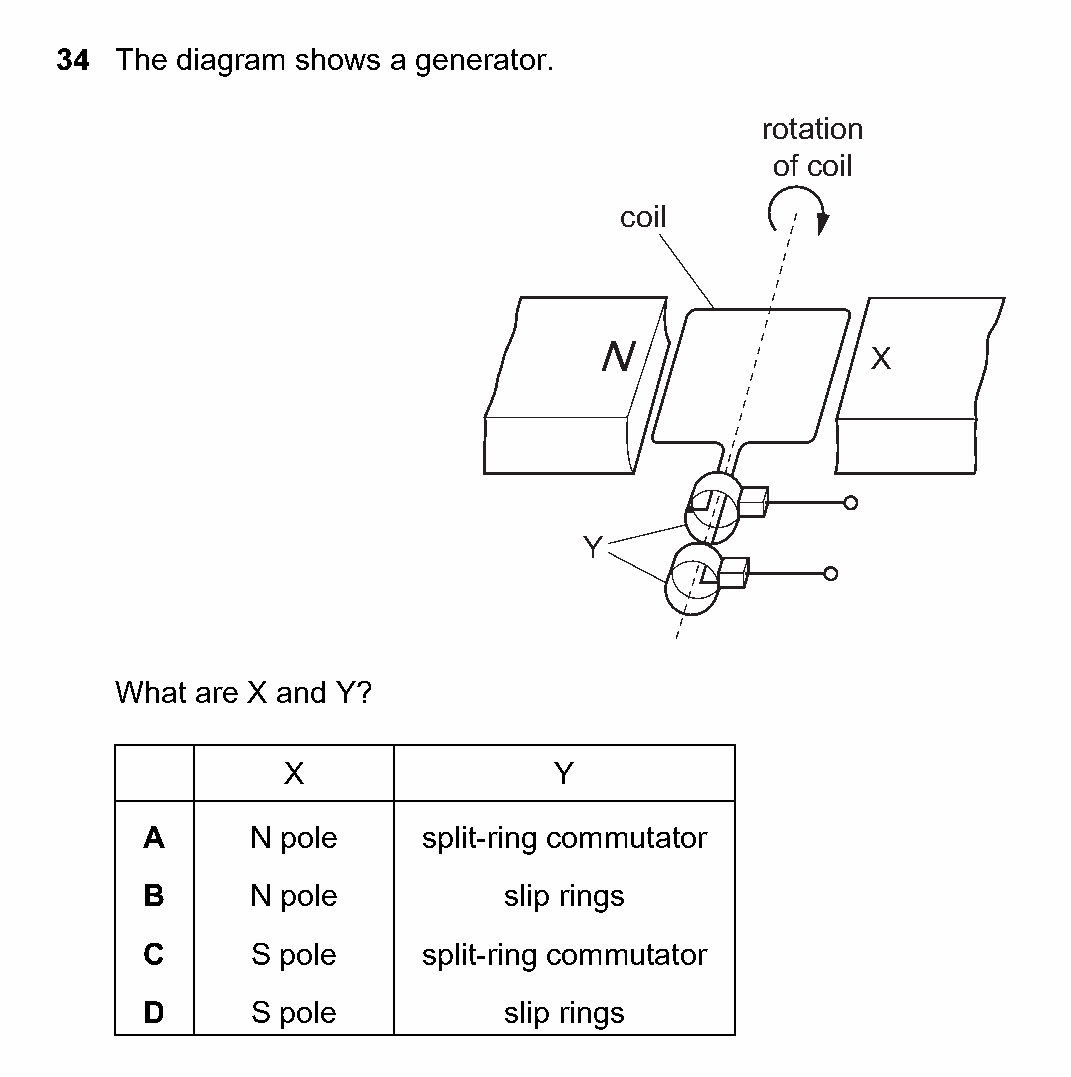 34 The diagram shows a generator.
rotation
of coil
coil
N
X
Y
What are X and Y?
X Y
A N pole split-ring commutator
B N pole slip rings
C S pole split-ring commutator
D S pole slip rings